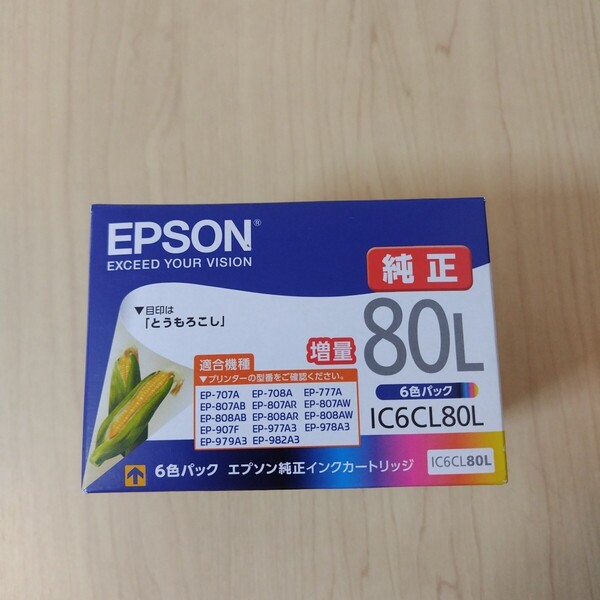 EPSON®
EXCEED YOUR VISION
純正
▼目印は
「とうもろこし」
増量
80L
適合機種
▼プリンターの型番をご確認ください。
EP-707A EP-708A EP-777A
EP-807AB EP-807AR EP-807AW
EP-808AB EP-808AR EP-808AW
EP-907F EP-977A3 EP-978A3
EP-979A3 EP-982A3
6色パック
IC6CL80L
6色パック エプソン純正インクカートリッジ
IC6CL80L